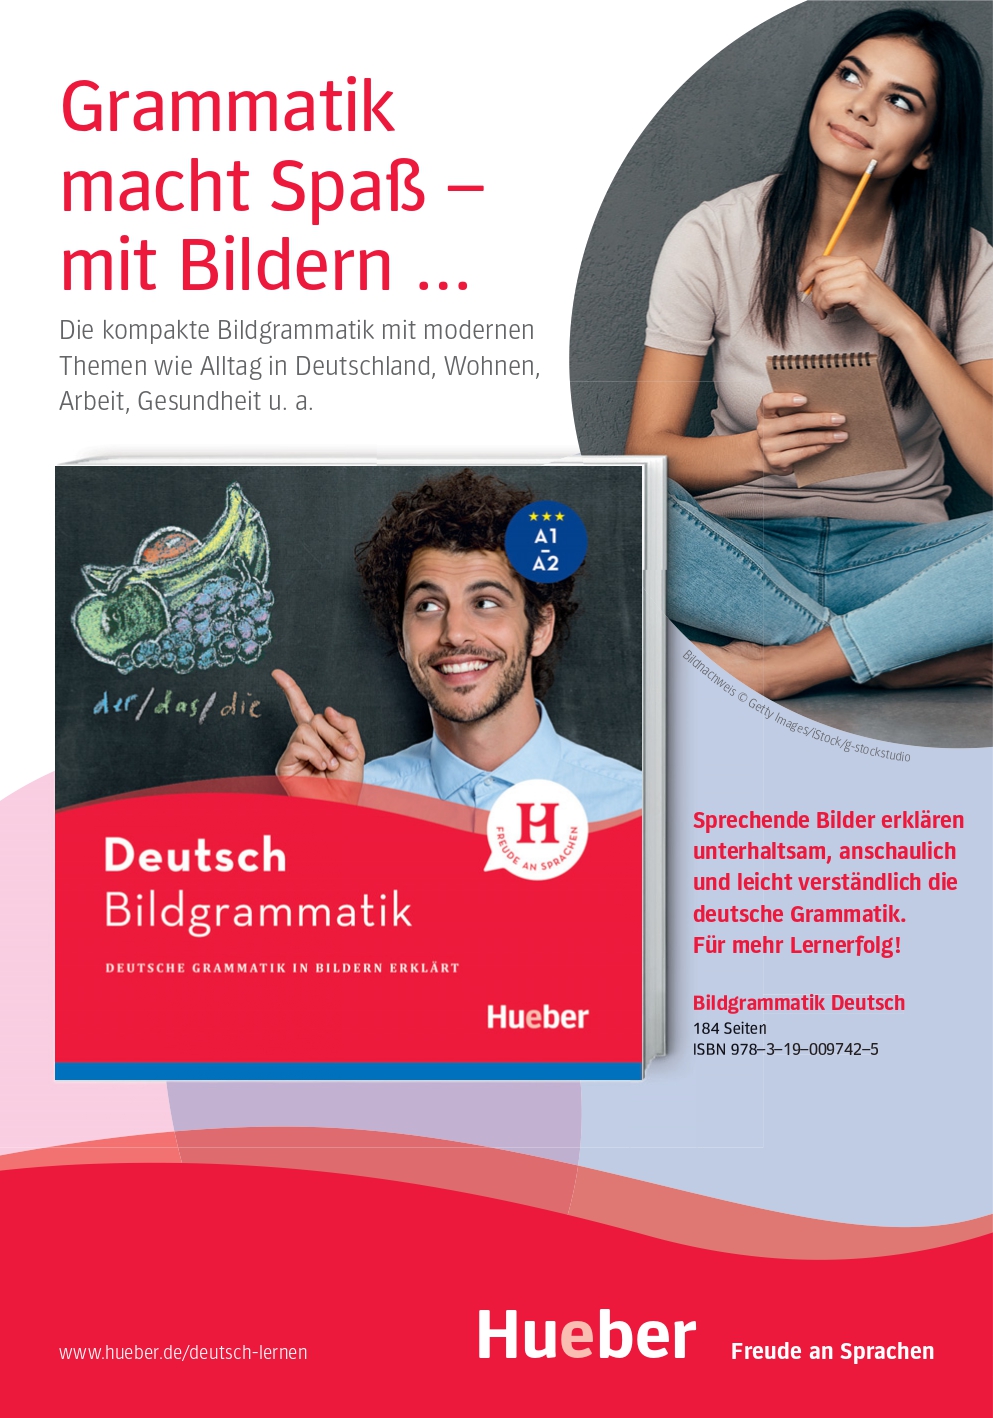 Grammatik
macht Spaß –
mit Bildern ...
Die kompakte Bildgrammatik mit modernen
Themen wie Alltag in Deutschland, Wohnen,
Arbeit, Gesundheit u. a.
★★★
A1
–
A2
der/das/die
Bildnachweis © Getty Images/iStock/g-stockstudio
H
FREUDE AN SPRACHEN
Deutsch
Bildgrammatik
DEUTSCHE GRAMMATIK IN BILDERN ERKLÄRT
Hueber
Sprechende Bilder erklären
unterhaltsam, anschaulich
und leicht verständlich die
deutsche Grammatik.
Für mehr Lernerfolg!
Bildgrammatik Deutsch
184 Seiten
ISBN 978–3–19–009742–5
www.hueber.de/deutsch-lernen
Hueber
Freude an Sprachen